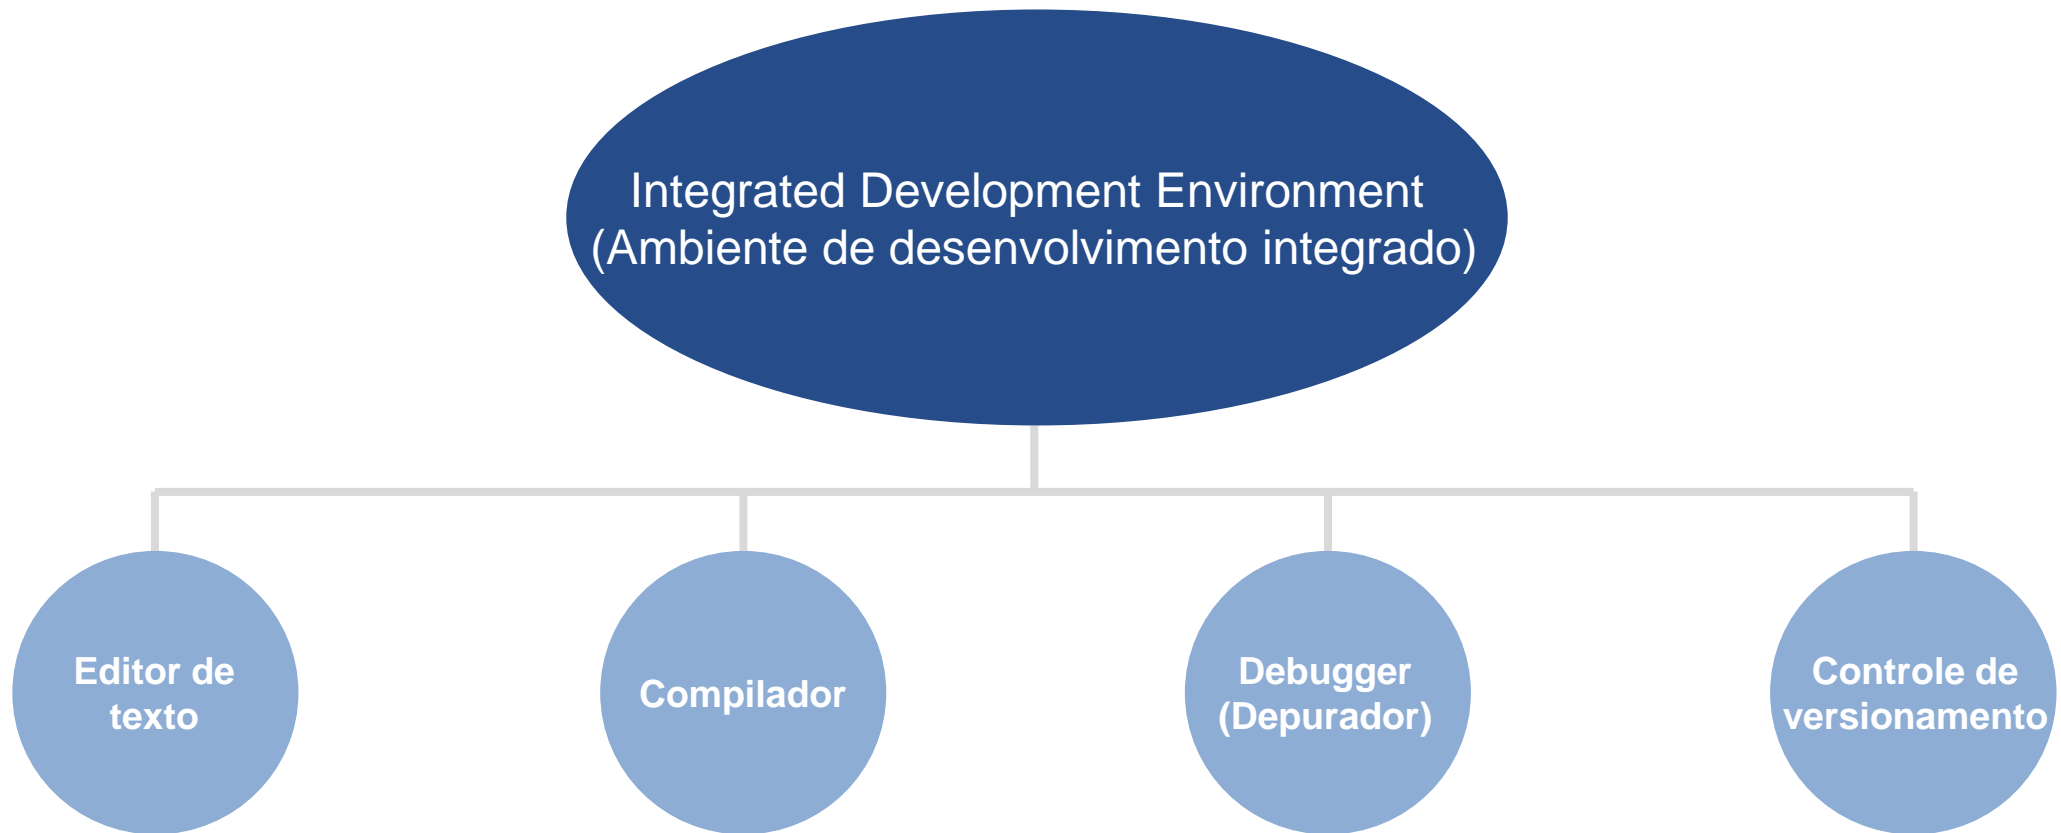 Integrated Development Environment
(Ambiente de desenvolvimento integrado)
Editor de
texto
Compilador
Debugger
(Depurador)
Controle de
versionamento